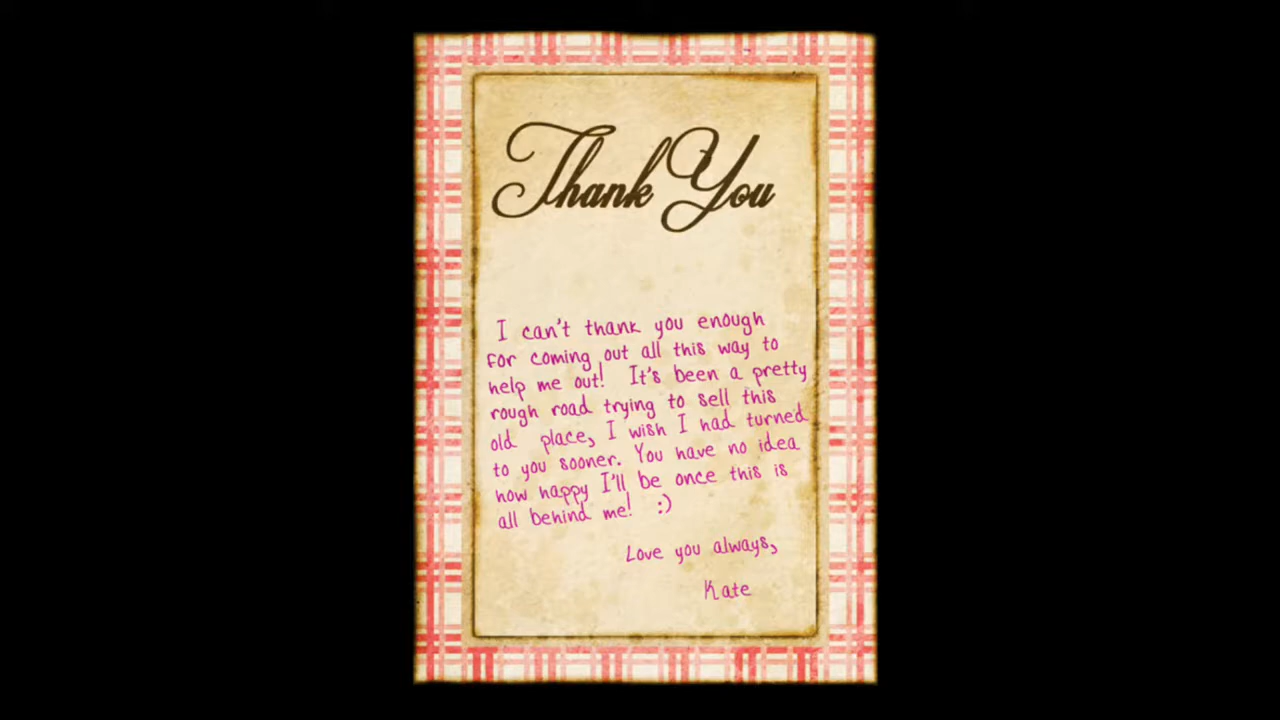 Thank You
I can't thank you enough
for coming out all this way to
help me out! It's been a pretty
rough road trying to sell this
old place, I wish I had turned
to you sooner. You have no idea
how happy I'll be once this is
all behind me! :)
Love you always,
Kate